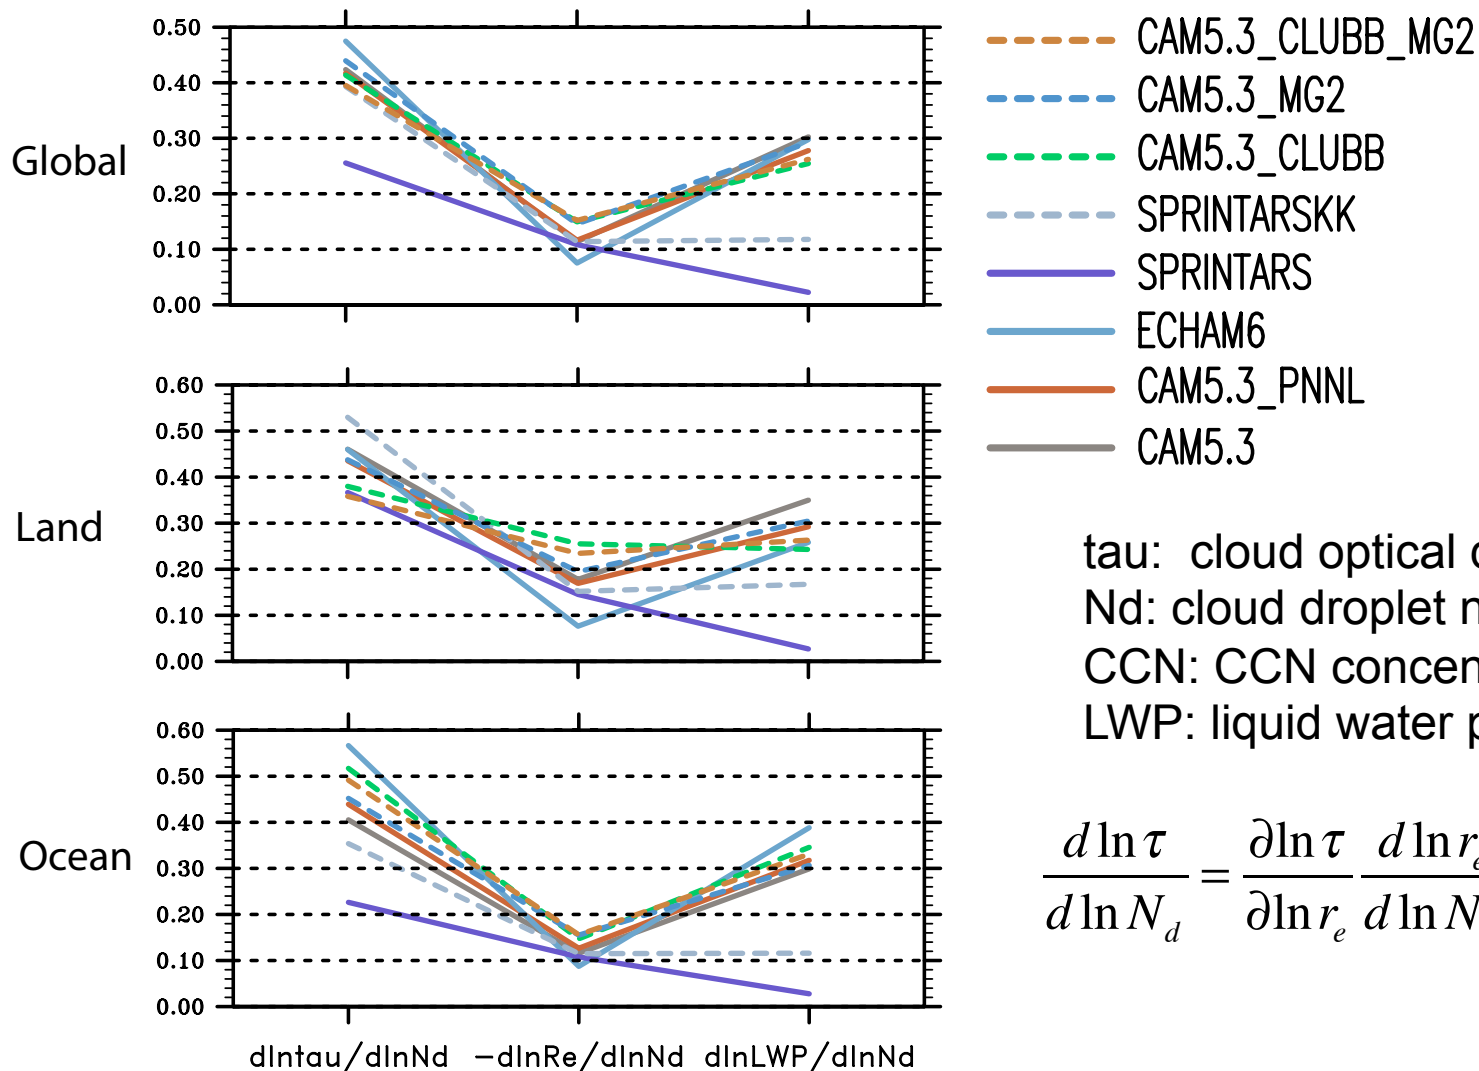 Global
0.50
0.40
0.30
0.20
0.10
0.00
Land
0.60
0.50
0.40
0.30
0.20
0.10
0.00
Ocean
0.60
0.50
0.40
0.30
0.20
0.10
0.00
dlntau/dlnNd -dlnRe/dlnNd dlnLWP/dlnNd
CAM5.3_CLUBB_MG2
CAM5.3_MG2
CAM5.3_CLUBB
SPRINTARSKK
SPRINTARS
ECHAM6
CAM5.3_PNNL
CAM5.3
tau: cloud optical
Nd: cloud droplet
CCN: CCN
LWP: liquid water
d ln τ ∂ln τ d ln r_e
=
d ln N_d ∂ln r_e d ln N